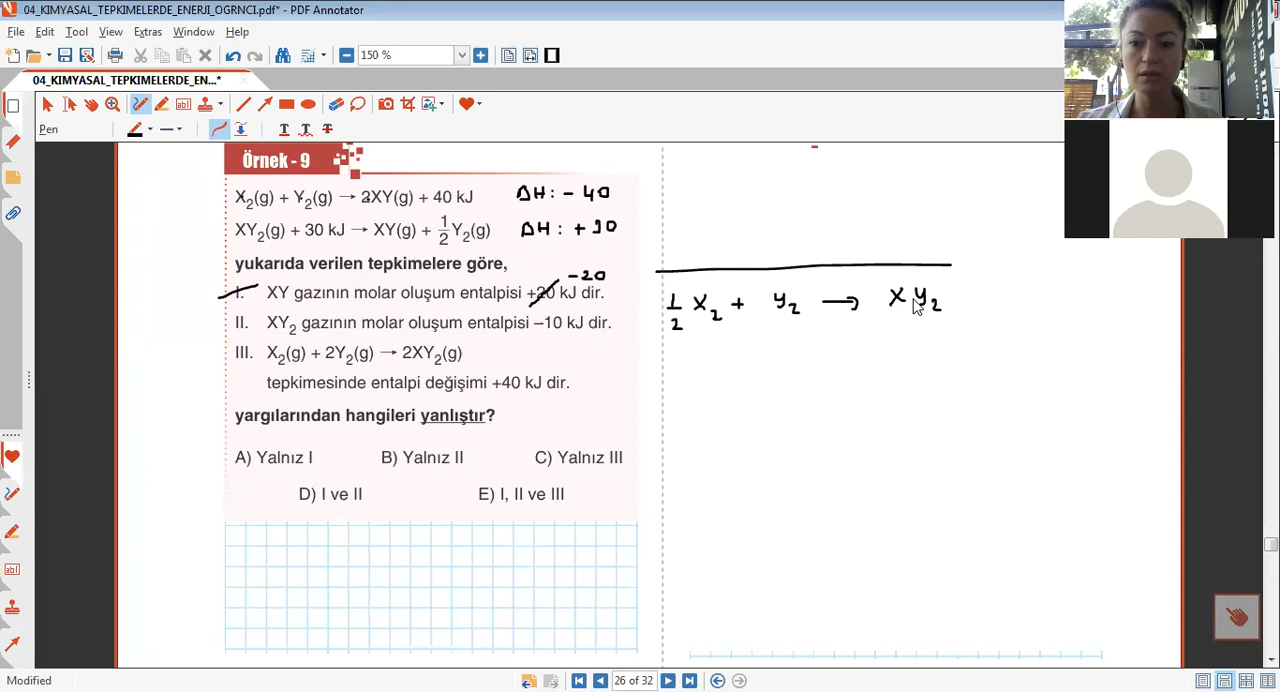 04_KIMYASAL_TEPKIMELERDE_ENERJI_OGRNCI.pdf* - PDF Annotator
File Edit Tool View Extras Window Help
150 %
04_KIMYASAL_TEPKIMELERDE_EN...*
Pen
Örnek - 9
X2(g) + Y2(g) → 2XY(g) + 40 kJ ΔH: - 40
XY2(g) + 30 kJ → XY(g) + 1/2 Y2(g) ΔH: + 30
yukarıda verilen tepkimelere göre,
-20
I. XY gazının molar oluşum entalpisi +20 kJ dir.
1/2 X2 + Y2 → XY2
II. XY2 gazının molar oluşum entalpisi –10 kJ dir.
III. X2(g) + 2Y2(g) → 2XY2(g)
tepkimesinde entalpi değişimi +40 kJ dir.
yargılarından hangileri yanlıştır?
A) Yalnız I B) Yalnız II C) Yalnız III
D) I ve II E) I, II ve III
Modified
26 of 32